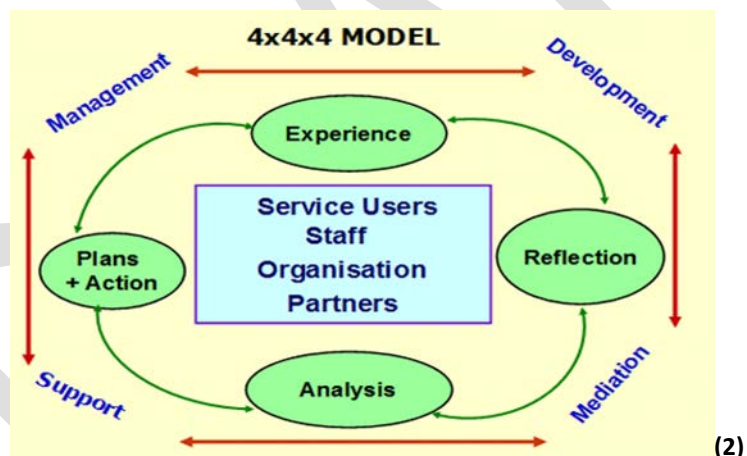 4x4x4 MODEL
Management
Development
Experience
Service Users
Staff
Organisation
Partners
Plans
+ Action
Reflection
Analysis
Support
Mediation
(2)